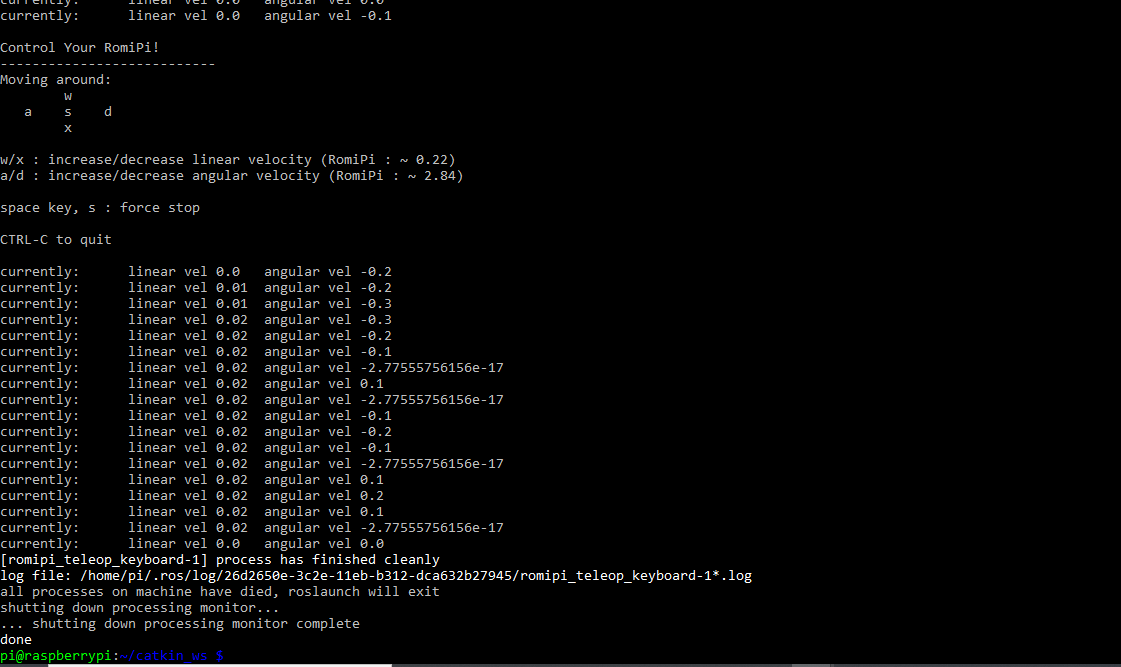 currently:      linear vel 0.0   angular vel 0.0
currently:      linear vel 0.0   angular vel -0.1
Control Your RomiPi!
---------------------------
Moving around:
        w
   a    s    d
        x
w/x : increase/decrease linear velocity (RomiPi : ~ 0.22)
a/d : increase/decrease angular velocity (RomiPi : ~ 2.84)
space key, s : force stop
CTRL-C to quit
currently:      linear vel 0.0   angular vel -0.2
currently:      linear vel 0.01  angular vel -0.2
currently:      linear vel 0.01  angular vel -0.3
currently:      linear vel 0.02  angular vel -0.3
currently:      linear vel 0.02  angular vel -0.2
currently:      linear vel 0.02  angular vel -0.1
currently:      linear vel 0.02  angular vel -2.77555756156e-17
currently:      linear vel 0.02  angular vel 0.1
currently:      linear vel 0.02  angular vel -2.77555756156e-17
currently:      linear vel 0.02  angular vel -0.1
currently:      linear vel 0.02  angular vel -0.2
currently:      linear vel 0.02  angular vel -0.1
currently:      linear vel 0.02  angular vel -2.77555756156e-17
currently:      linear vel 0.02  angular vel 0.1
currently:      linear vel 0.02  angular vel 0.2
currently:      linear vel 0.02  angular vel 0.1
currently:      linear vel 0.02  angular vel -2.77555756156e-17
currently:      linear vel 0.0   angular vel 0.0
[romipi_teleop_keyboard-1] process has finished cleanly
log file: /home/pi/.ros/log/26d2650e-3c2e-11eb-b312-dca632b27945/romipi_teleop_keyboard-1*.log
all processes on machine have died, roslaunch will exit
shutting down processing monitor...
... shutting down processing monitor complete
done
pi@raspberrypi:~/catkin_ws $